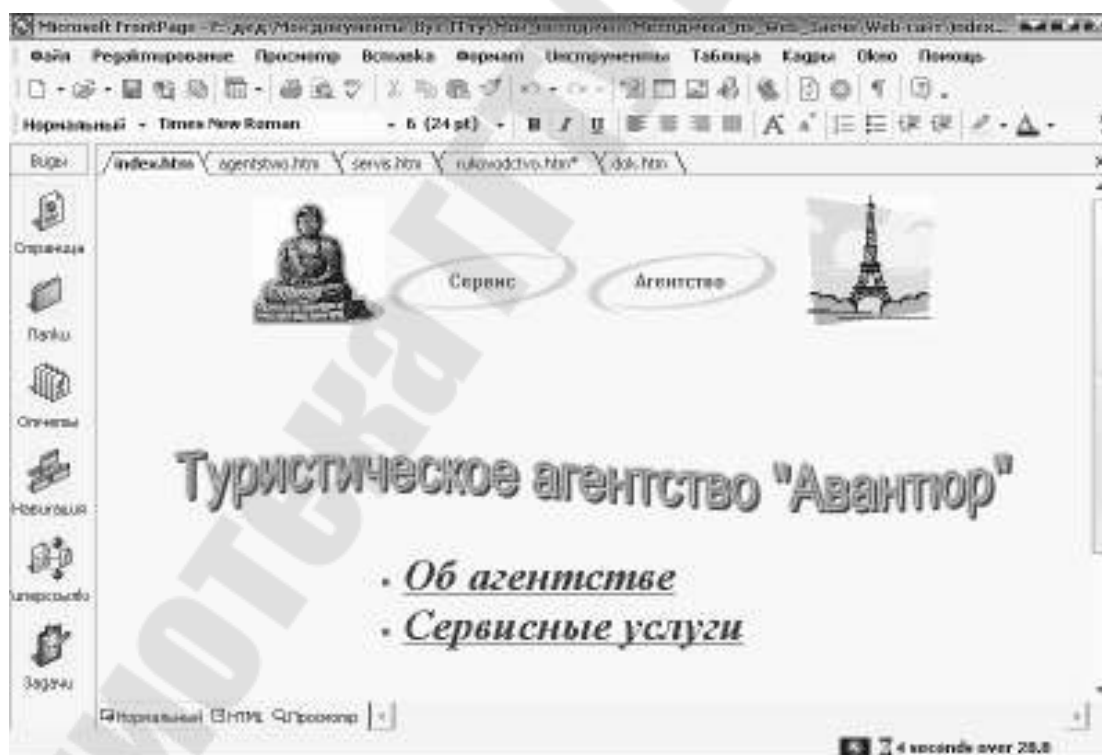 Microsoft FrontPage
Файл Редактирование Просмотр Вставка Формат Инструменты Таблица Кадры Окно Помощь
Нормальный Times New Roman 6 (24 pt) B I U
Виды index.htm agentstwo.htm servis.htm rukovodctvo.htm* dok.htm
Страница
Сервис Агентство
Папки
Отчеты
Навигация
Туристическое агентство "Авантюр"
• Об агентстве
• Сервисные услуги
Задачи
Нормальный HTML Просмотр
4 seconds over 28.8